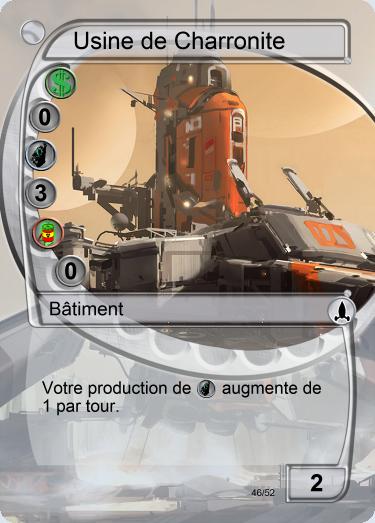 Usine de Charronite
$
0
3
0
Bâtiment
Votre production de augmente de
1 par tour.
46/52
2